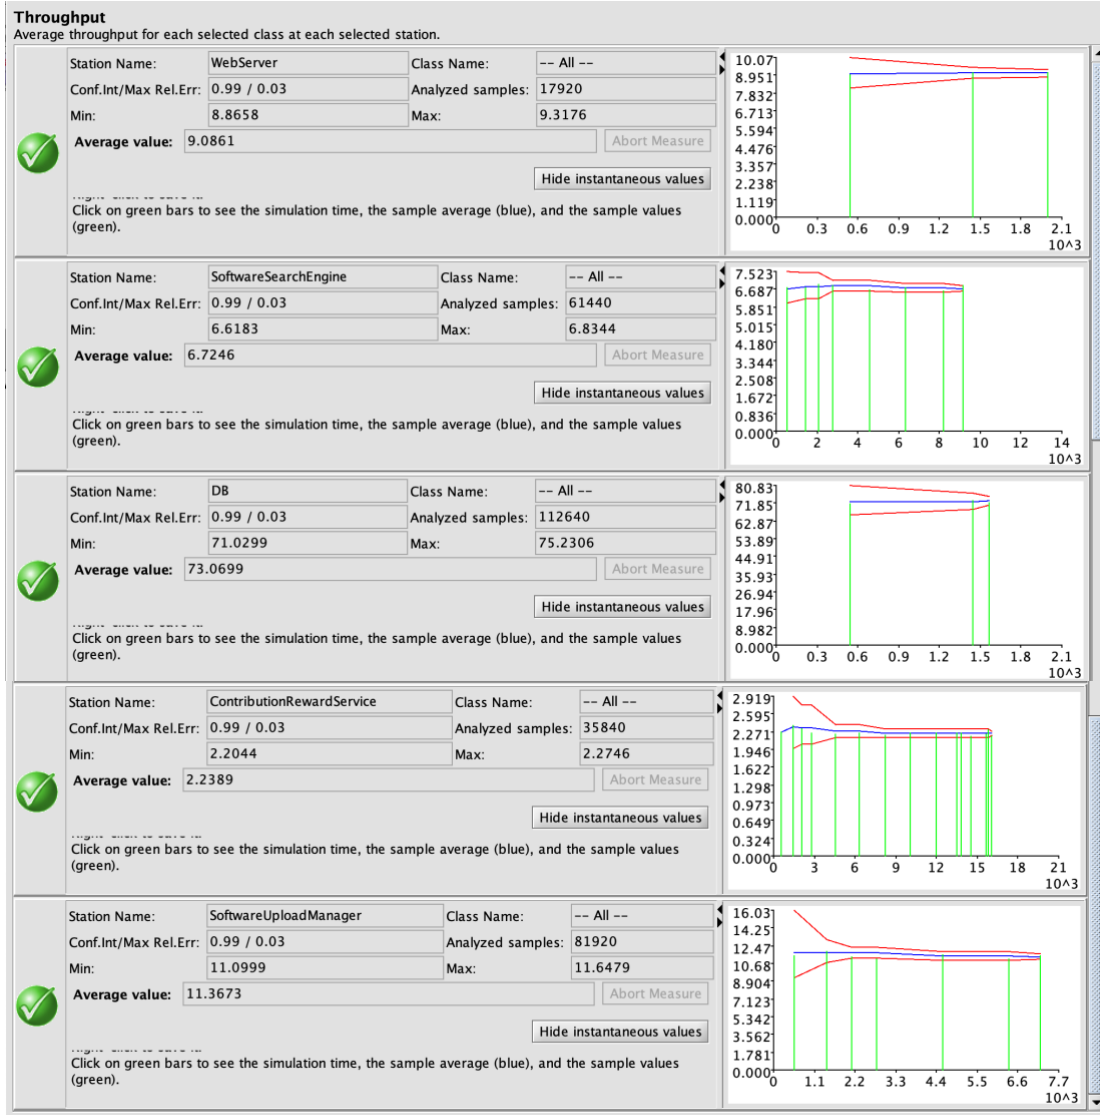 Throughput
Average throughput for each selected class at each selected station.
Station Name: WebServer Class Name: -- All --
Conf.Int/Max Rel.Err: 0.99 / 0.03 Analyzed samples: 17920
Min: 8.8658 Max: 9.3176
Average value: 9.0861 Abort Measure
Hide instantaneous values
Click on green bars to see the simulation time, the sample average (blue), and the sample values
(green).
10.07
8.951
7.832
6.713
5.594
4.476
3.357
2.238
1.119
0.000
0 0.3 0.6 0.9 1.2 1.5 1.8 2.1
10^3
Station Name: SoftwareSearchEngine Class Name: -- All --
Conf.Int/Max Rel.Err: 0.99 / 0.03 Analyzed samples: 61440
Min: 6.6183 Max: 6.8344
Average value: 6.7246 Abort Measure
Hide instantaneous values
Click on green bars to see the simulation time, the sample average (blue), and the sample values
(green).
7.523
6.687
5.851
5.015
4.180
3.344
2.508
1.672
0.836
0.000
0 2 4 6 8 10 12 14
10^3
Station Name: DB Class Name: -- All --
Conf.Int/Max Rel.Err: 0.99 / 0.03 Analyzed samples: 112640
Min: 71.0299 Max: 75.2306
Average value: 73.0699 Abort Measure
Hide instantaneous values
Click on green bars to see the simulation time, the sample average (blue), and the sample values
(green).
80.83
71.85
62.87
53.89
44.91
35.93
26.94
17.96
8.982
0.000
0 0.3 0.6 0.9 1.2 1.5 1.8 2.1
10^3
Station Name: ContributionRewardService Class Name: -- All --
Conf.Int/Max Rel.Err: 0.99 / 0.03 Analyzed samples: 35840
Min: 2.2044 Max: 2.2746
Average value: 2.2389 Abort Measure
Hide instantaneous values
Click on green bars to see the simulation time, the sample average (blue), and the sample values
(green).
2.919
2.595
2.271
1.946
1.622
1.298
0.973
0.649
0.324
0.000
0 3 6 9 12 15 18 21
10^3
Station Name: SoftwareUploadManager Class Name: -- All --
Conf.Int/Max Rel.Err: 0.99 / 0.03 Analyzed samples: 81920
Min: 11.0999 Max: 11.6479
Average value: 11.3673 Abort Measure
Hide instantaneous values
Click on green bars to see the simulation time, the sample average (blue), and the sample values
(green).
16.03
14.25
12.47
10.68
8.904
7.123
5.342
3.562
1.781
0.000
0 1.1 2.2 3.3 4.4 5.5 6.6 7.7
10^3